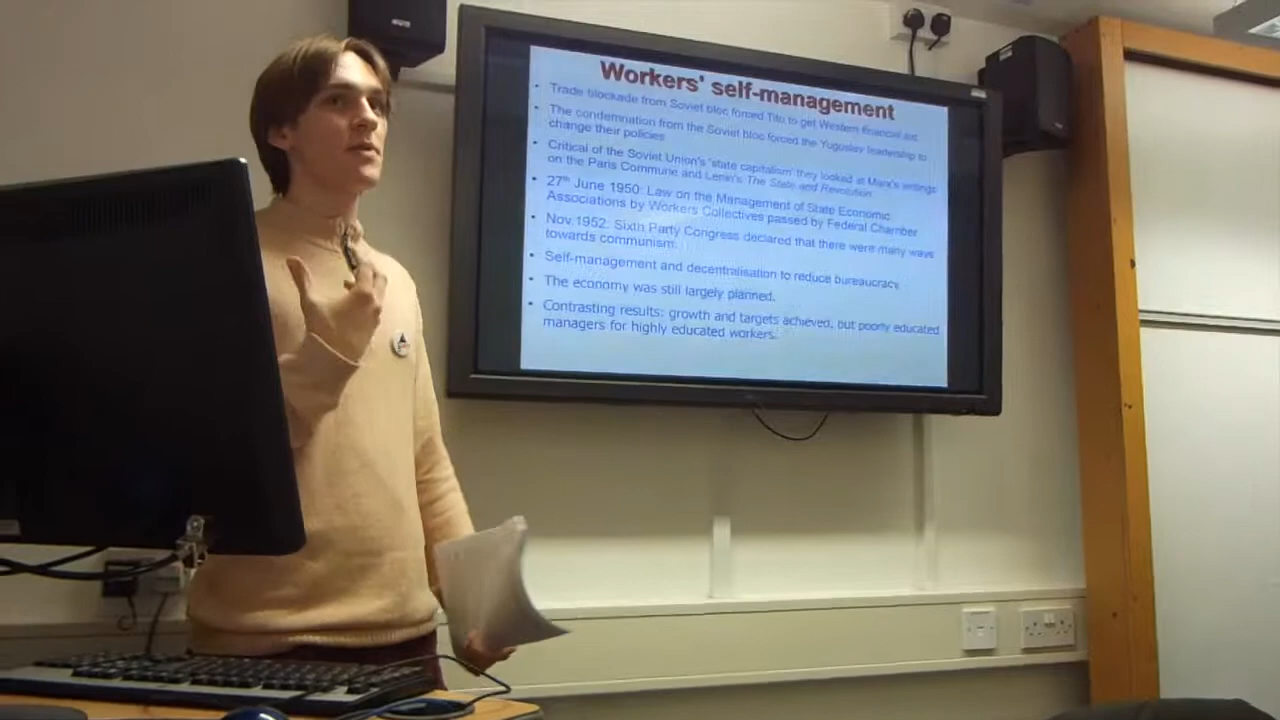 Workers' self-management
• Trade blockade from Soviet bloc forced Tito to get Western financial aid.
• The condemnation from the Soviet bloc forced the Yugoslav leadership to
change their policies
• Critical of the Soviet Union's 'state capitalism' they looked at Marx's writings
on the Paris Commune and Lenin's The State and Revolution
• 27th June 1950: Law on the Management of State Economic
Associations by Workers Collectives passed by Federal Chamber
• Nov 1952: Sixth Party Congress declared that there were many ways
towards communism.
• Self-management and decentralisation to reduce bureaucracy
• The economy was still largely planned.
• Contrasting results: growth and targets achieved, but poorly educated
managers for highly educated workers.